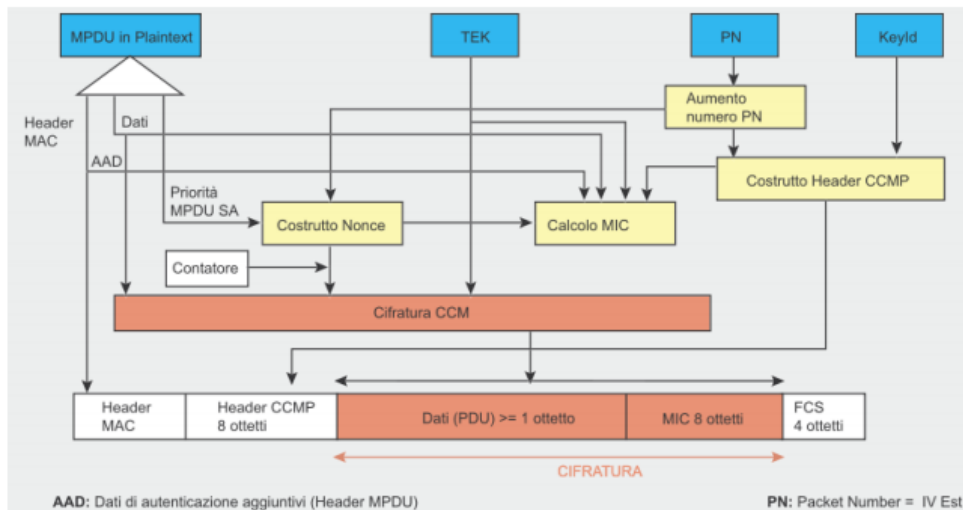 MPDU in Plaintext
TEK
PN
KeyId
Aumento
numero PN
Header
MAC
Dati
AAD
Priorità
MPDU SA
Costrutto Header CCMP
Costrutto Nonce
Calcolo MIC
Contatore
Cifratura CCM
Header
MAC
Header CCMP
8 ottetti
Dati (PDU) >= 1 ottetto
MIC 8 ottetti
FCS
4 ottetti
CIFRATURA
AAD: Dati di autenticazione aggiuntivi (Header MPDU)
PN: Packet Number = IV Est